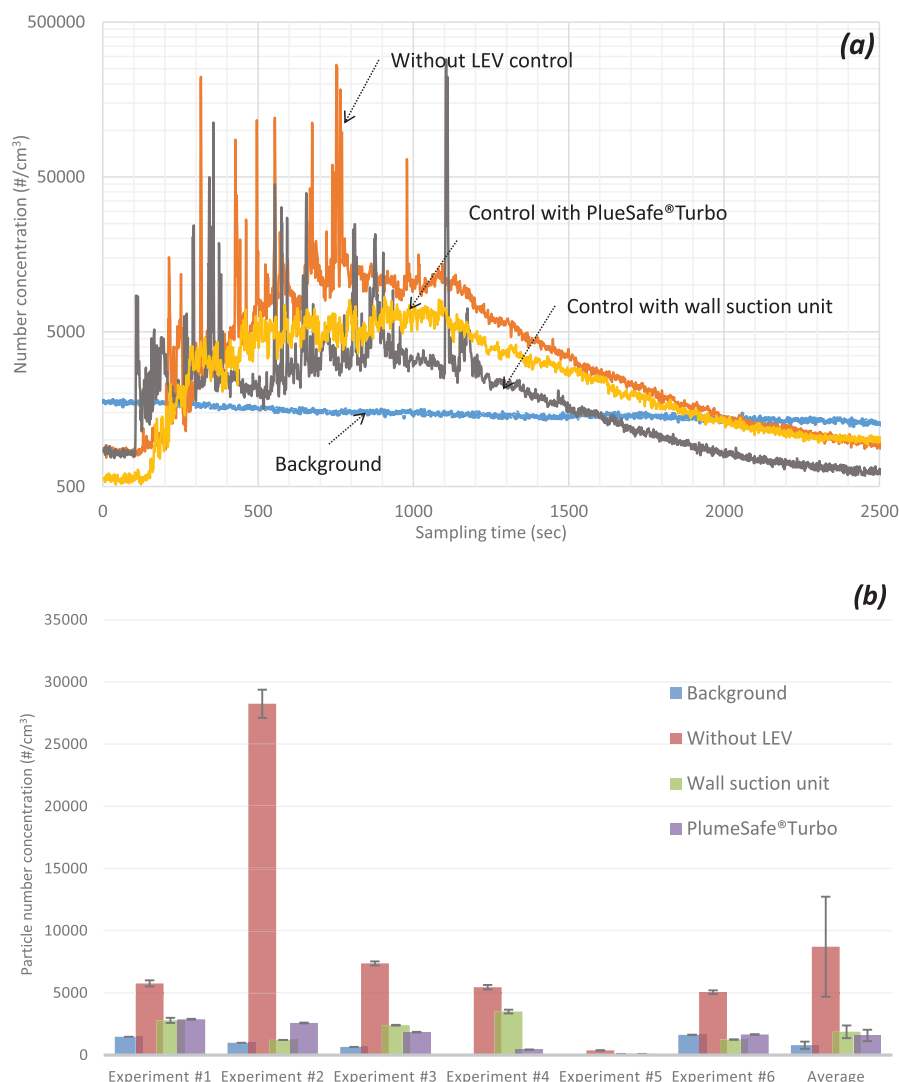 (a)
500000
50000
5000
500
Number concentration (#/cm³)
Without LEV control
Control with PlueSafe®Turbo
Control with wall suction unit
Background
0 500 1000 1500 2000 2500
Sampling time (sec)
(b)
35000
30000
25000
20000
15000
10000
5000
0
Particle number concentration (#/cm³)
Background
Without LEV
Wall suction unit
PlumeSafe®Turbo
Experiment #1 Experiment #2 Experiment #3 Experiment #4 Experiment #5 Experiment #6 Average